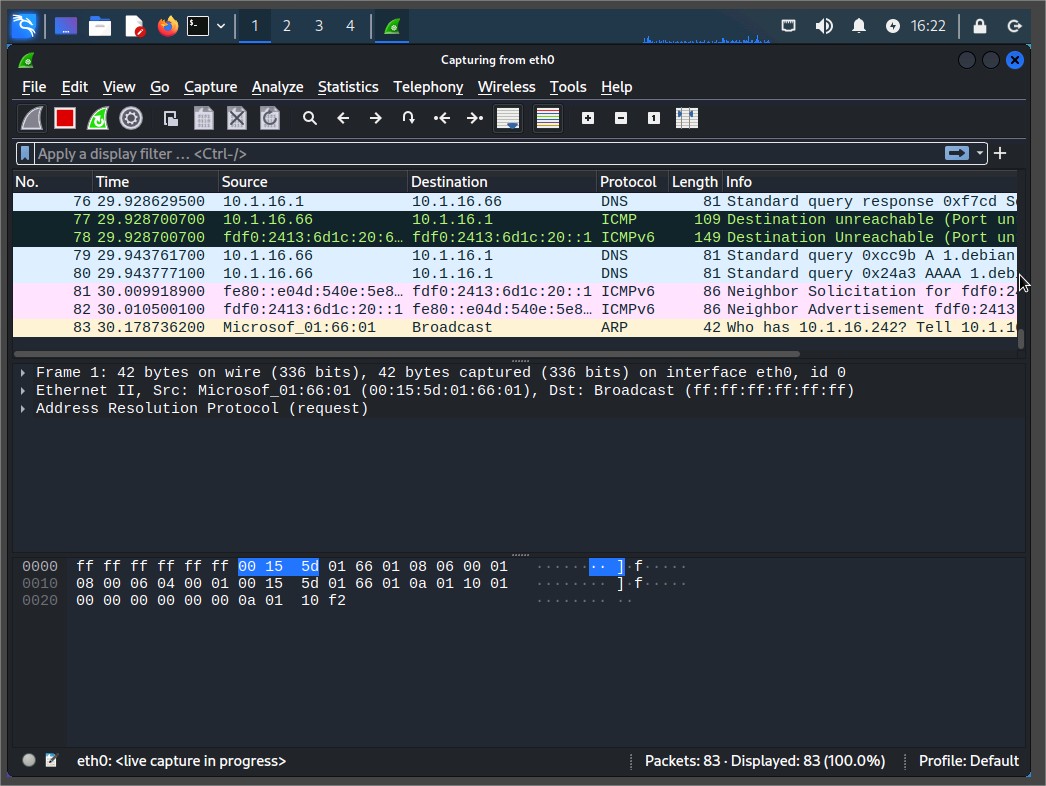 1 2 3 4 16:22
Capturing from eth0
File Edit View Go Capture Analyze Statistics Telephony Wireless Tools Help
Apply a display filter … <Ctrl-/>
No. Time Source Destination Protocol Length Info
76 29.928629500 10.1.16.1 10.1.16.66 DNS 81 Standard query response 0xf7cd S
77 29.928700700 10.1.16.66 10.1.16.1 ICMP 109 Destination unreachable (Port un
78 29.928700700 fdf0:2413:6d1c:20:6… fdf0:2413:6d1c:20::1 ICMPv6 149 Destination Unreachable (Port un
79 29.943761700 10.1.16.66 10.1.16.1 DNS 81 Standard query 0xcc9b A 1.debian
80 29.943777100 10.1.16.66 10.1.16.1 DNS 81 Standard query 0x24a3 AAAA 1.deb
81 30.009918900 fe80::e04d:540e:5e8… fdf0:2413:6d1c:20::1 ICMPv6 86 Neighbor Solicitation for fdf0:2
82 30.010500100 fdf0:2413:6d1c:20::1 fe80::e04d:540e:5e8… ICMPv6 86 Neighbor Advertisement fdf0:2413
83 30.178736200 Microsof_01:66:01 Broadcast ARP 42 Who has 10.1.16.242? Tell 10.1.1
Frame 1: 42 bytes on wire (336 bits), 42 bytes captured (336 bits) on interface eth0, id 0
Ethernet II, Src: Microsof_01:66:01 (00:15:5d:01:66:01), Dst: Broadcast (ff:ff:ff:ff:ff:ff)
Address Resolution Protocol (request)
0000 ff ff ff ff ff ff 00 15 5d 01 66 01 08 06 00 01 ········ ]·f·····
0010 08 00 06 04 00 01 00 15 5d 01 66 01 0a 01 10 01 ········ ]·f·····
0020 00 00 00 00 00 00 0a 01 10 f2 ········ ··
eth0: <live capture in progress> Packets: 83 · Displayed: 83 (100.0%) Profile: Default